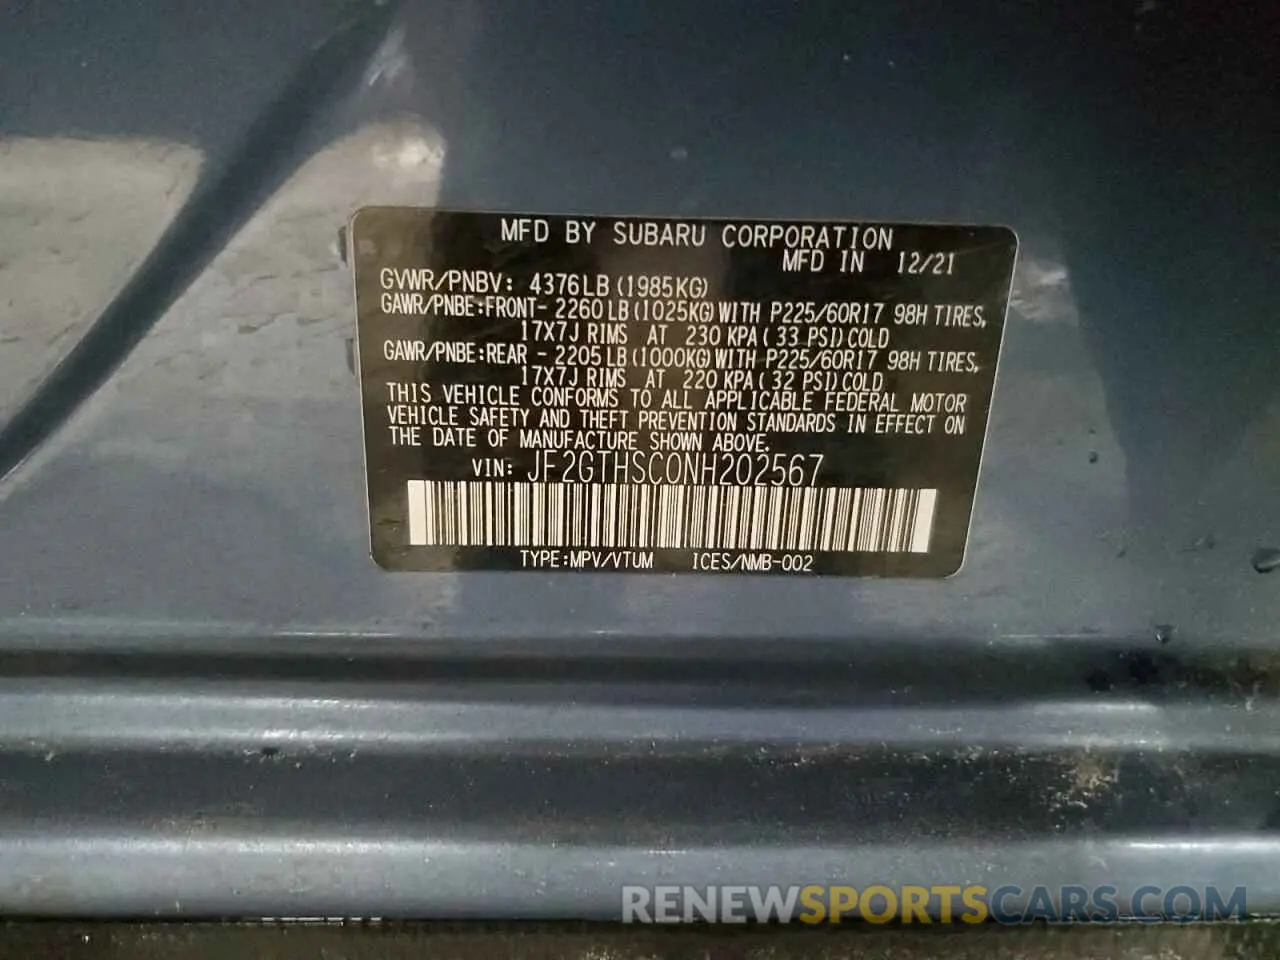 MFD BY SUBARU CORPORATION
MFD IN 12/21
GVWR/PNBV: 4376LB (1985KG)
GAWR/PNBE:FRONT- 2260LB (1025KG) WITH P225/60R17 98H TIRES,
17X7J RIMS AT 230 KPA ( 33 PSI) COLD
GAWR/PNBE:REAR - 2205LB (1000KG) WITH P225/60R17 98H TIRES,
17X7J RIMS AT 220 KPA ( 32 PSI) COLD
THIS VEHICLE CONFORMS TO ALL APPLICABLE FEDERAL MOTOR
VEHICLE SAFETY AND THEFT PREVENTION STANDARDS IN EFFECT ON
THE DATE OF MANUFACTURE SHOWN ABOVE.
VIN: JF2GTHSC0NH202567
TYPE:MPV/VTUM ICES/NMB-002
RENEWSPORTSCARS.COM